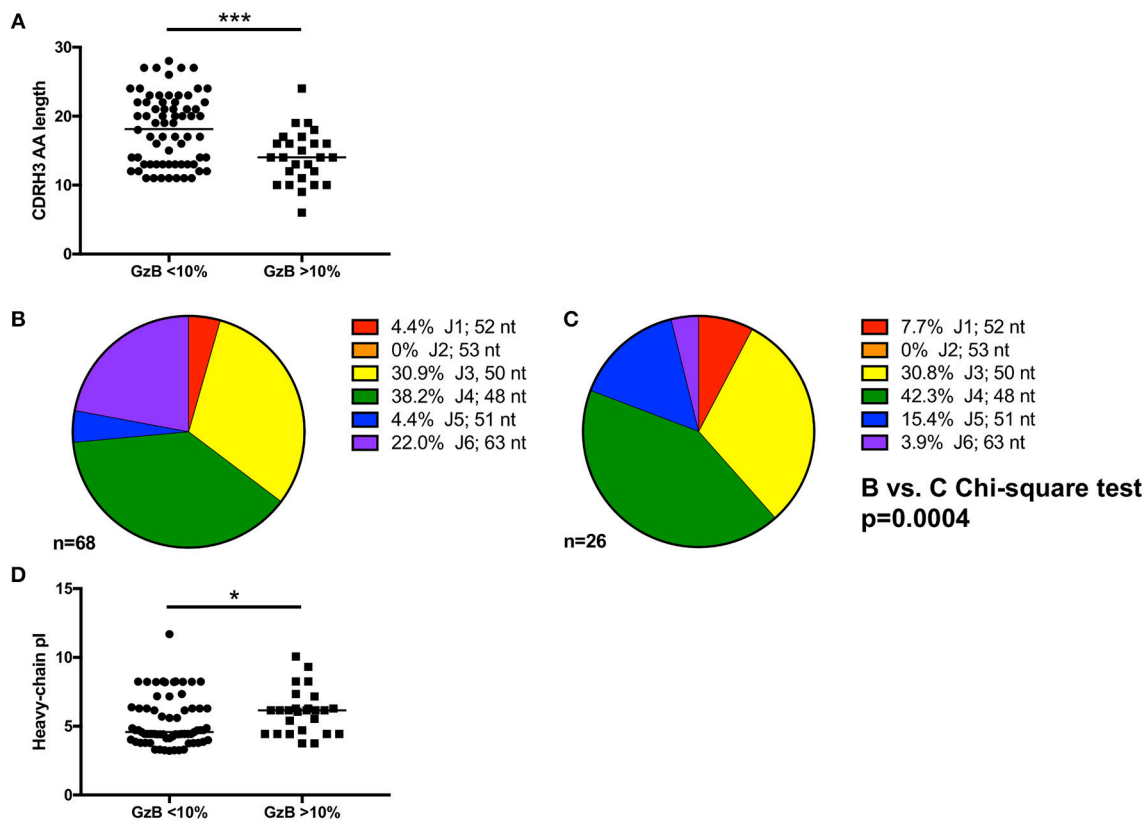 A
***
CDRH3 AA length
30
20
10
0
GzB <10%
GzB >10%
B
4.4% J1; 52 nt
0% J2; 53 nt
30.9% J3, 50 nt
38.2% J4; 48 nt
4.4% J5; 51 nt
22.0% J6; 63 nt
n=68
C
7.7% J1; 52 nt
0% J2; 53 nt
30.8% J3; 50 nt
42.3% J4; 48 nt
15.4% J5; 51 nt
3.9% J6; 63 nt
n=26
B vs. C Chi-square test
p=0.0004
D
*
Heavy-chain pI
15
10
5
0
GzB <10%
GzB >10%